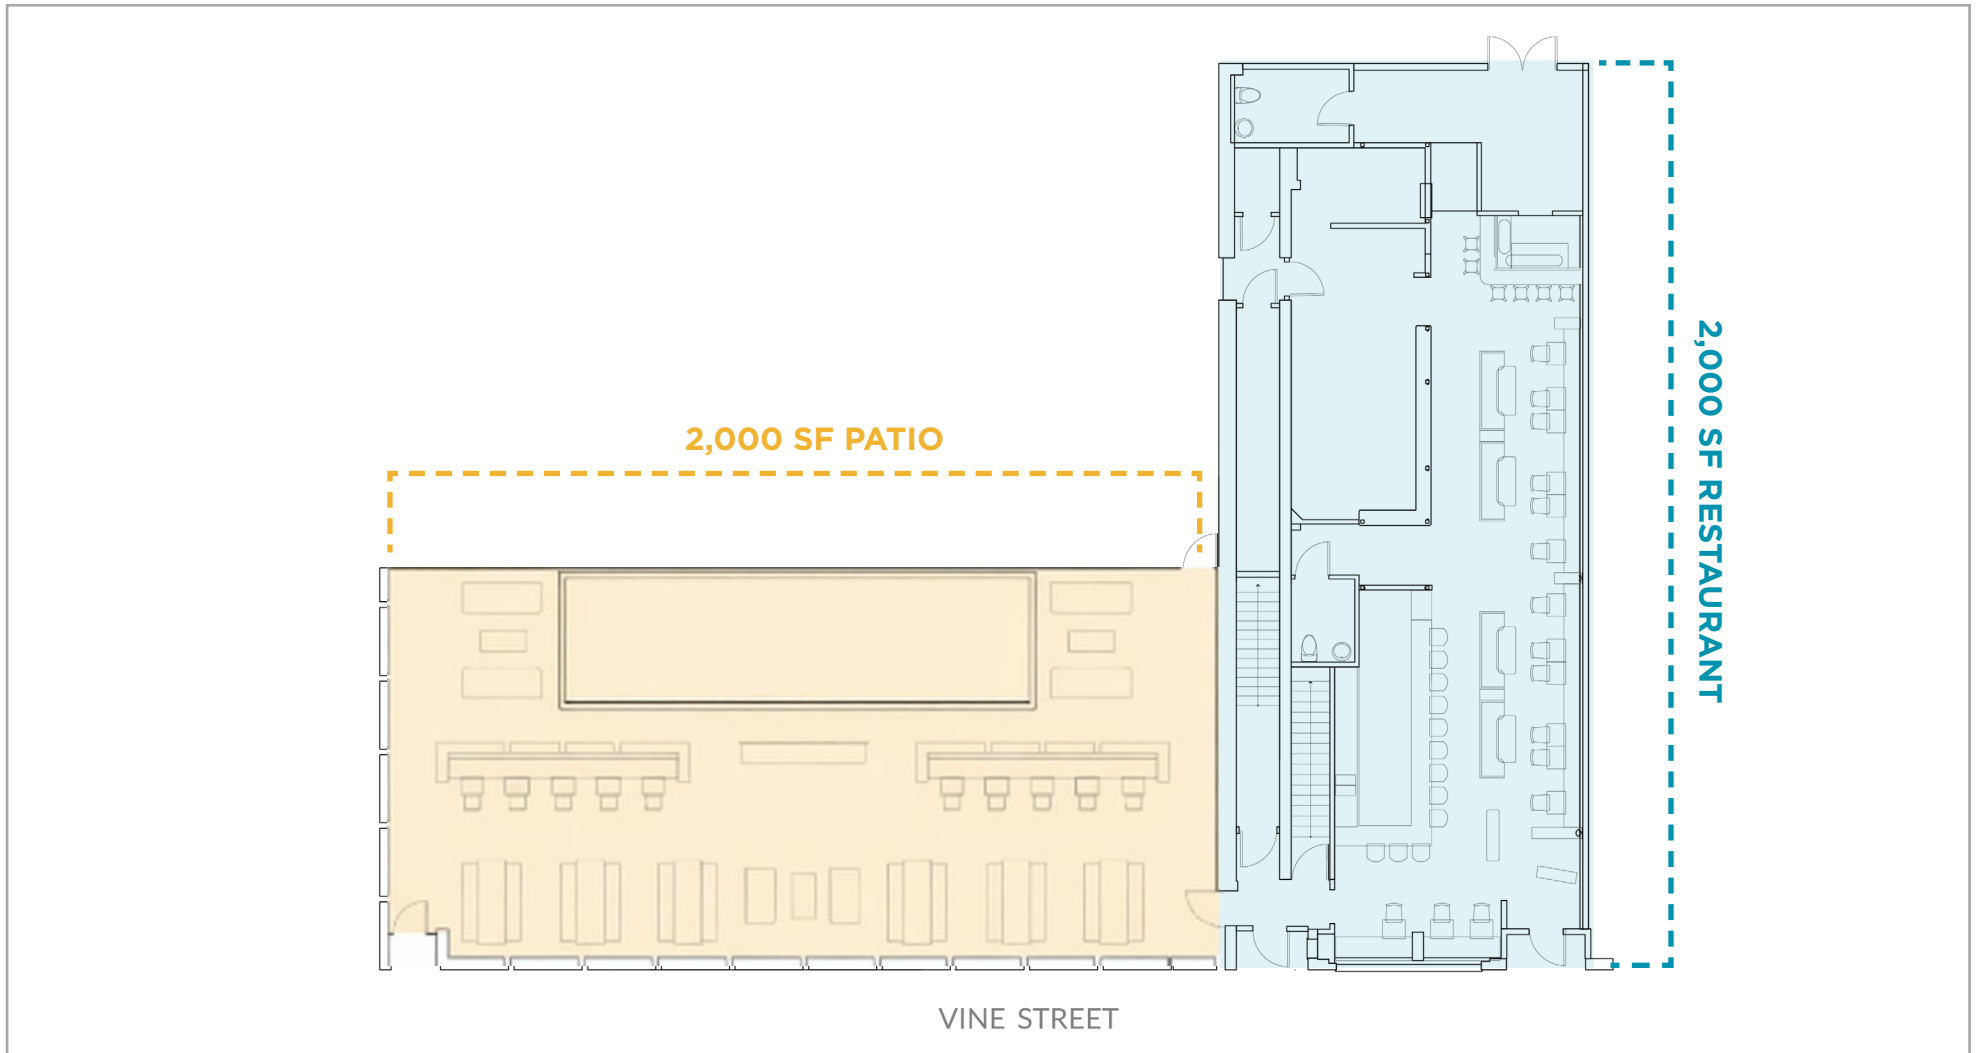 2,000 SF PATIO
2,000 SF RESTAURANT
VINE STREET